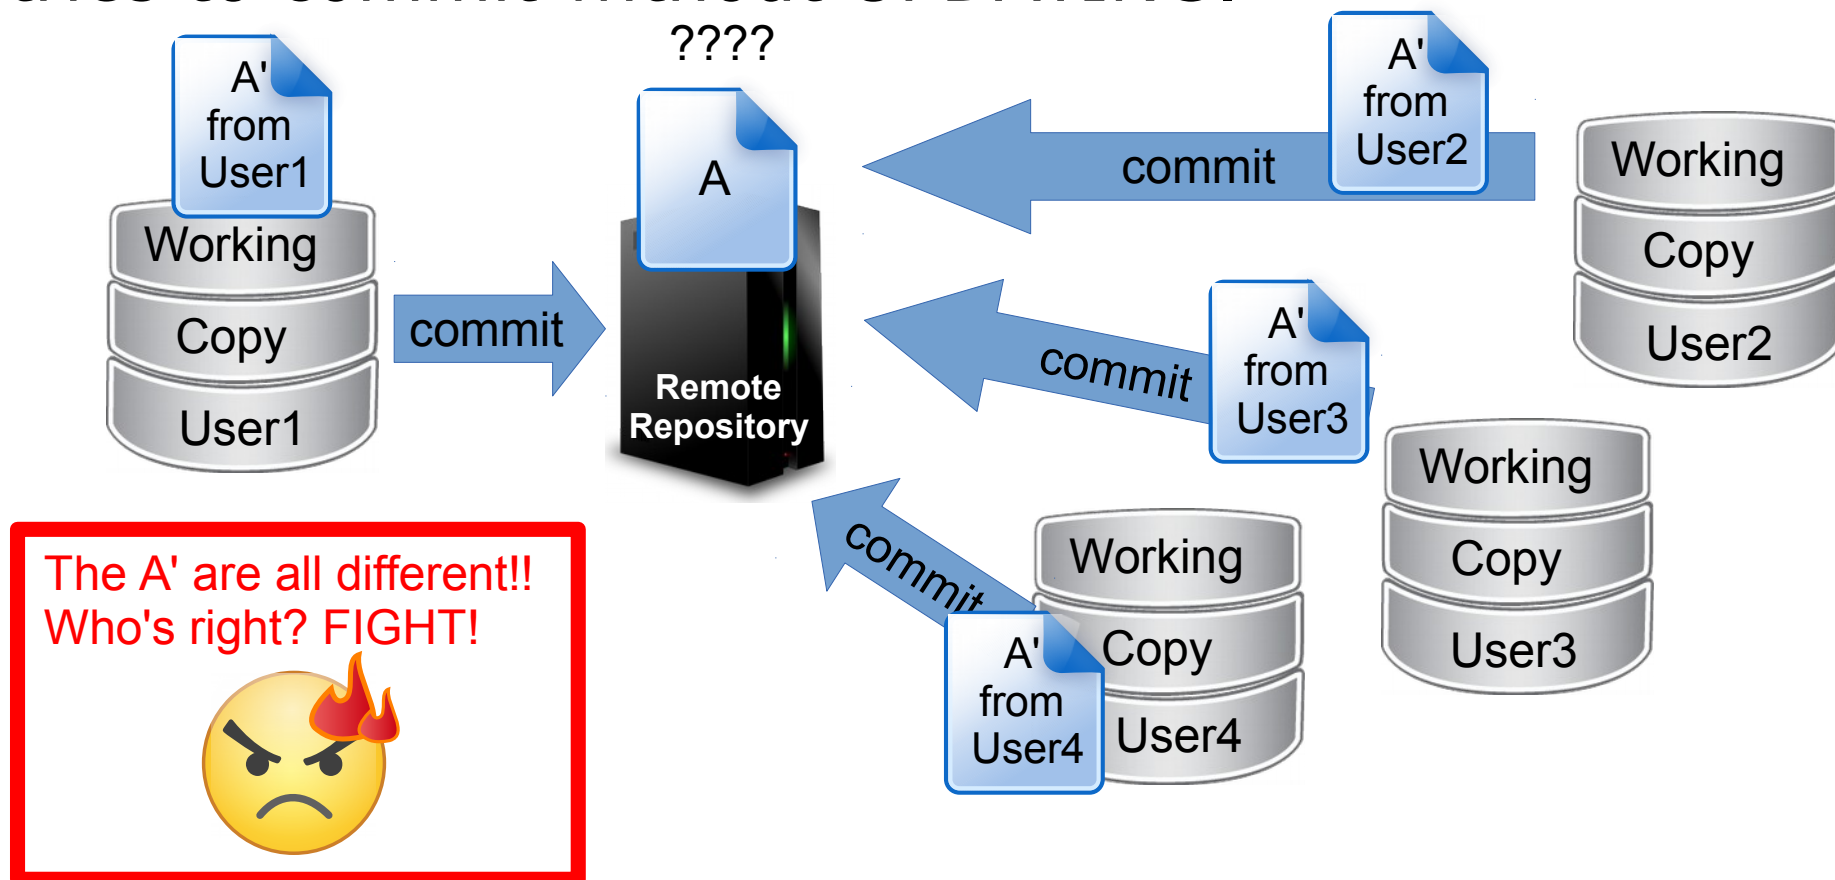 ????
A'
from
User1
Working
Copy
User1
commit
A
Remote
Repository
commit
A'
from
User2
Working
Copy
User2
commit
A'
from
User3
Working
Copy
User3
commit
A'
from
User4
Working
Copy
User4
The A' are all different!!
Who's right? FIGHT!